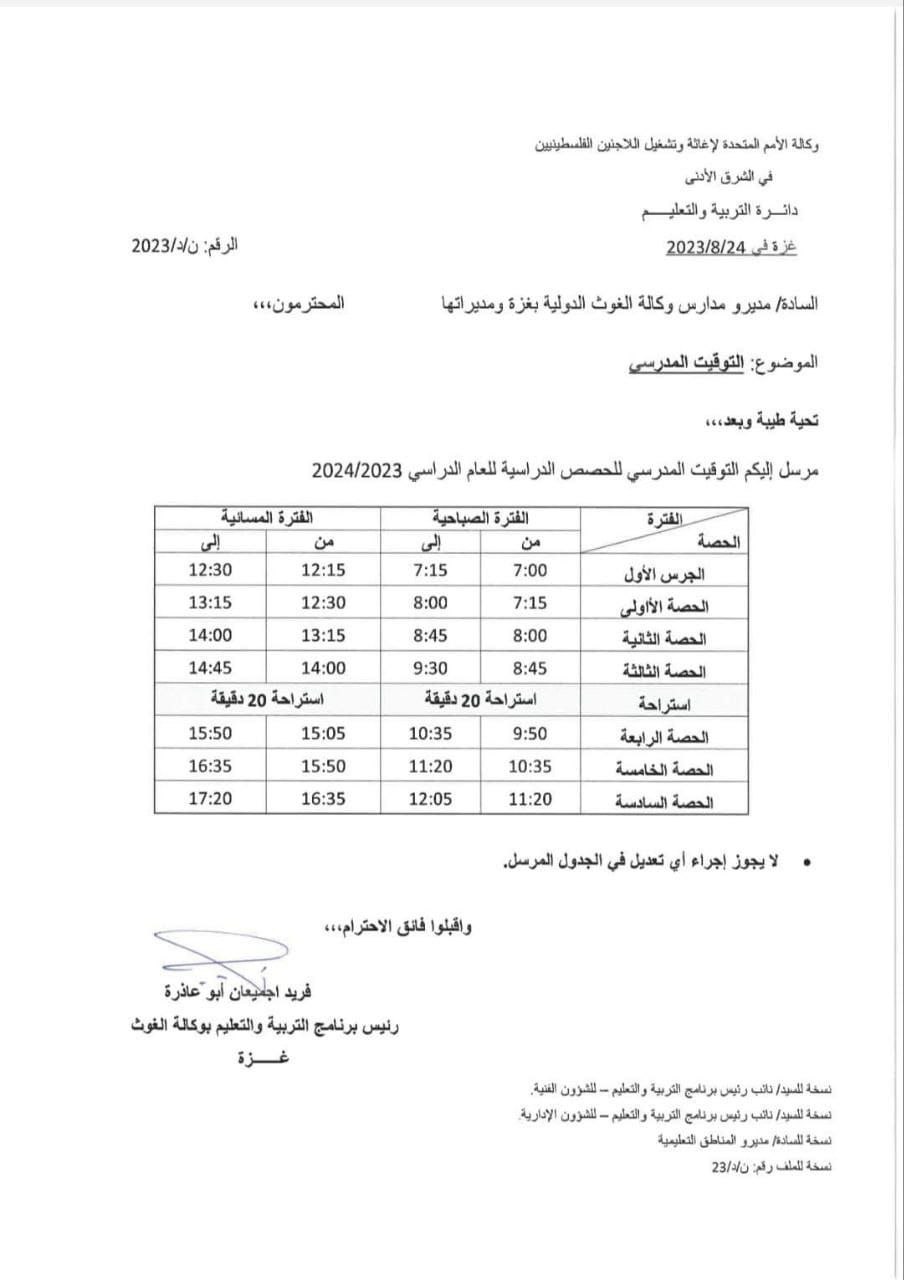 وكالة الأمم المتحدة لإغاثة وتشغيل اللاجئين الفلسطينيين
في الشرق الأدنى
دائـــرة التربية والتعليـــــم
غزة في 2023/8/24 الرقم: ن/د/2023
السادة/ مديرو مدارس وكالة الغوث الدولية بغزة ومديراتها المحترمون،،،
الموضوع: التوقيت المدرسي
تحية طيبة وبعد،،،
مرسل إليكم التوقيت المدرسي للحصص الدراسية للعام الدراسي 2024/2023
الفترة الفترة الصباحية الفترة المسائية
الحصة من إلى من إلى
الجرس الأول 7:00 7:15 12:15 12:30
الحصة الأاولى 7:15 8:00 12:30 13:15
الحصة الثانية 8:00 8:45 13:15 14:00
الحصة الثالثة 8:45 9:30 14:00 14:45
استراحة استراحة 20 دقيقة استراحة 20 دقيقة
الحصة الرابعة 9:50 10:35 15:05 15:50
الحصة الخامسة 10:35 11:20 15:50 16:35
الحصة السادسة 11:20 12:05 16:35 17:20
• لا يجوز إجراء أي تعديل في الجدول المرسل.
واقبلوا فائق الاحترام،،،
فريد اجميعان أبو عاذرة
رئيس برنامج التربية والتعليم بوكالة الغوث
غـــــزة
نسخة للسيد/ نائب رئيس برنامج التربية والتعليم – للشؤون الفنية.
نسخة للسيد/ نائب رئيس برنامج التربية والتعليم – للشؤون الإدارية.
نسخة للسادة/ مديرو المناطق التعليمية
نسخة للملف رقم: ن/د/23